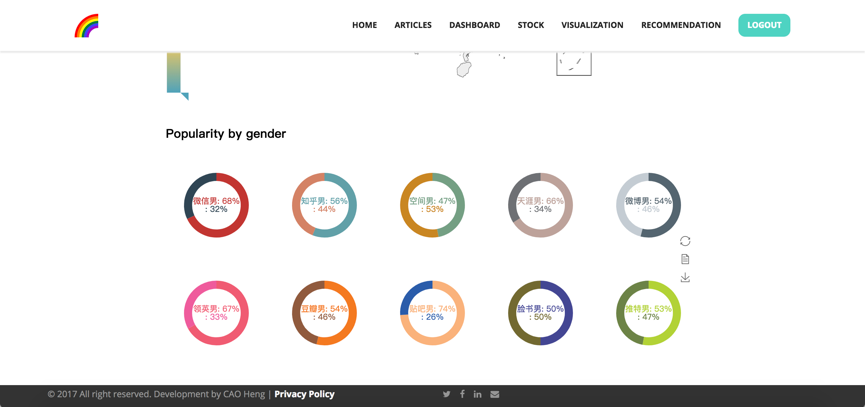 HOME ARTICLES DASHBOARD STOCK VISUALIZATION RECOMMENDATION LOGOUT
Popularity by gender
微信男: 68%
: 32%
知乎男: 56%
: 44%
空间男: 47%
: 53%
天涯男: 66%
: 34%
微博男: 54%
: 46%
领英男: 67%
: 33%
豆瓣男: 54%
: 46%
贴吧男: 74%
: 26%
脸书男: 50%
: 50%
推特男: 53%
: 47%
© 2017 All right reserved. Development by CAO Heng | Privacy Policy